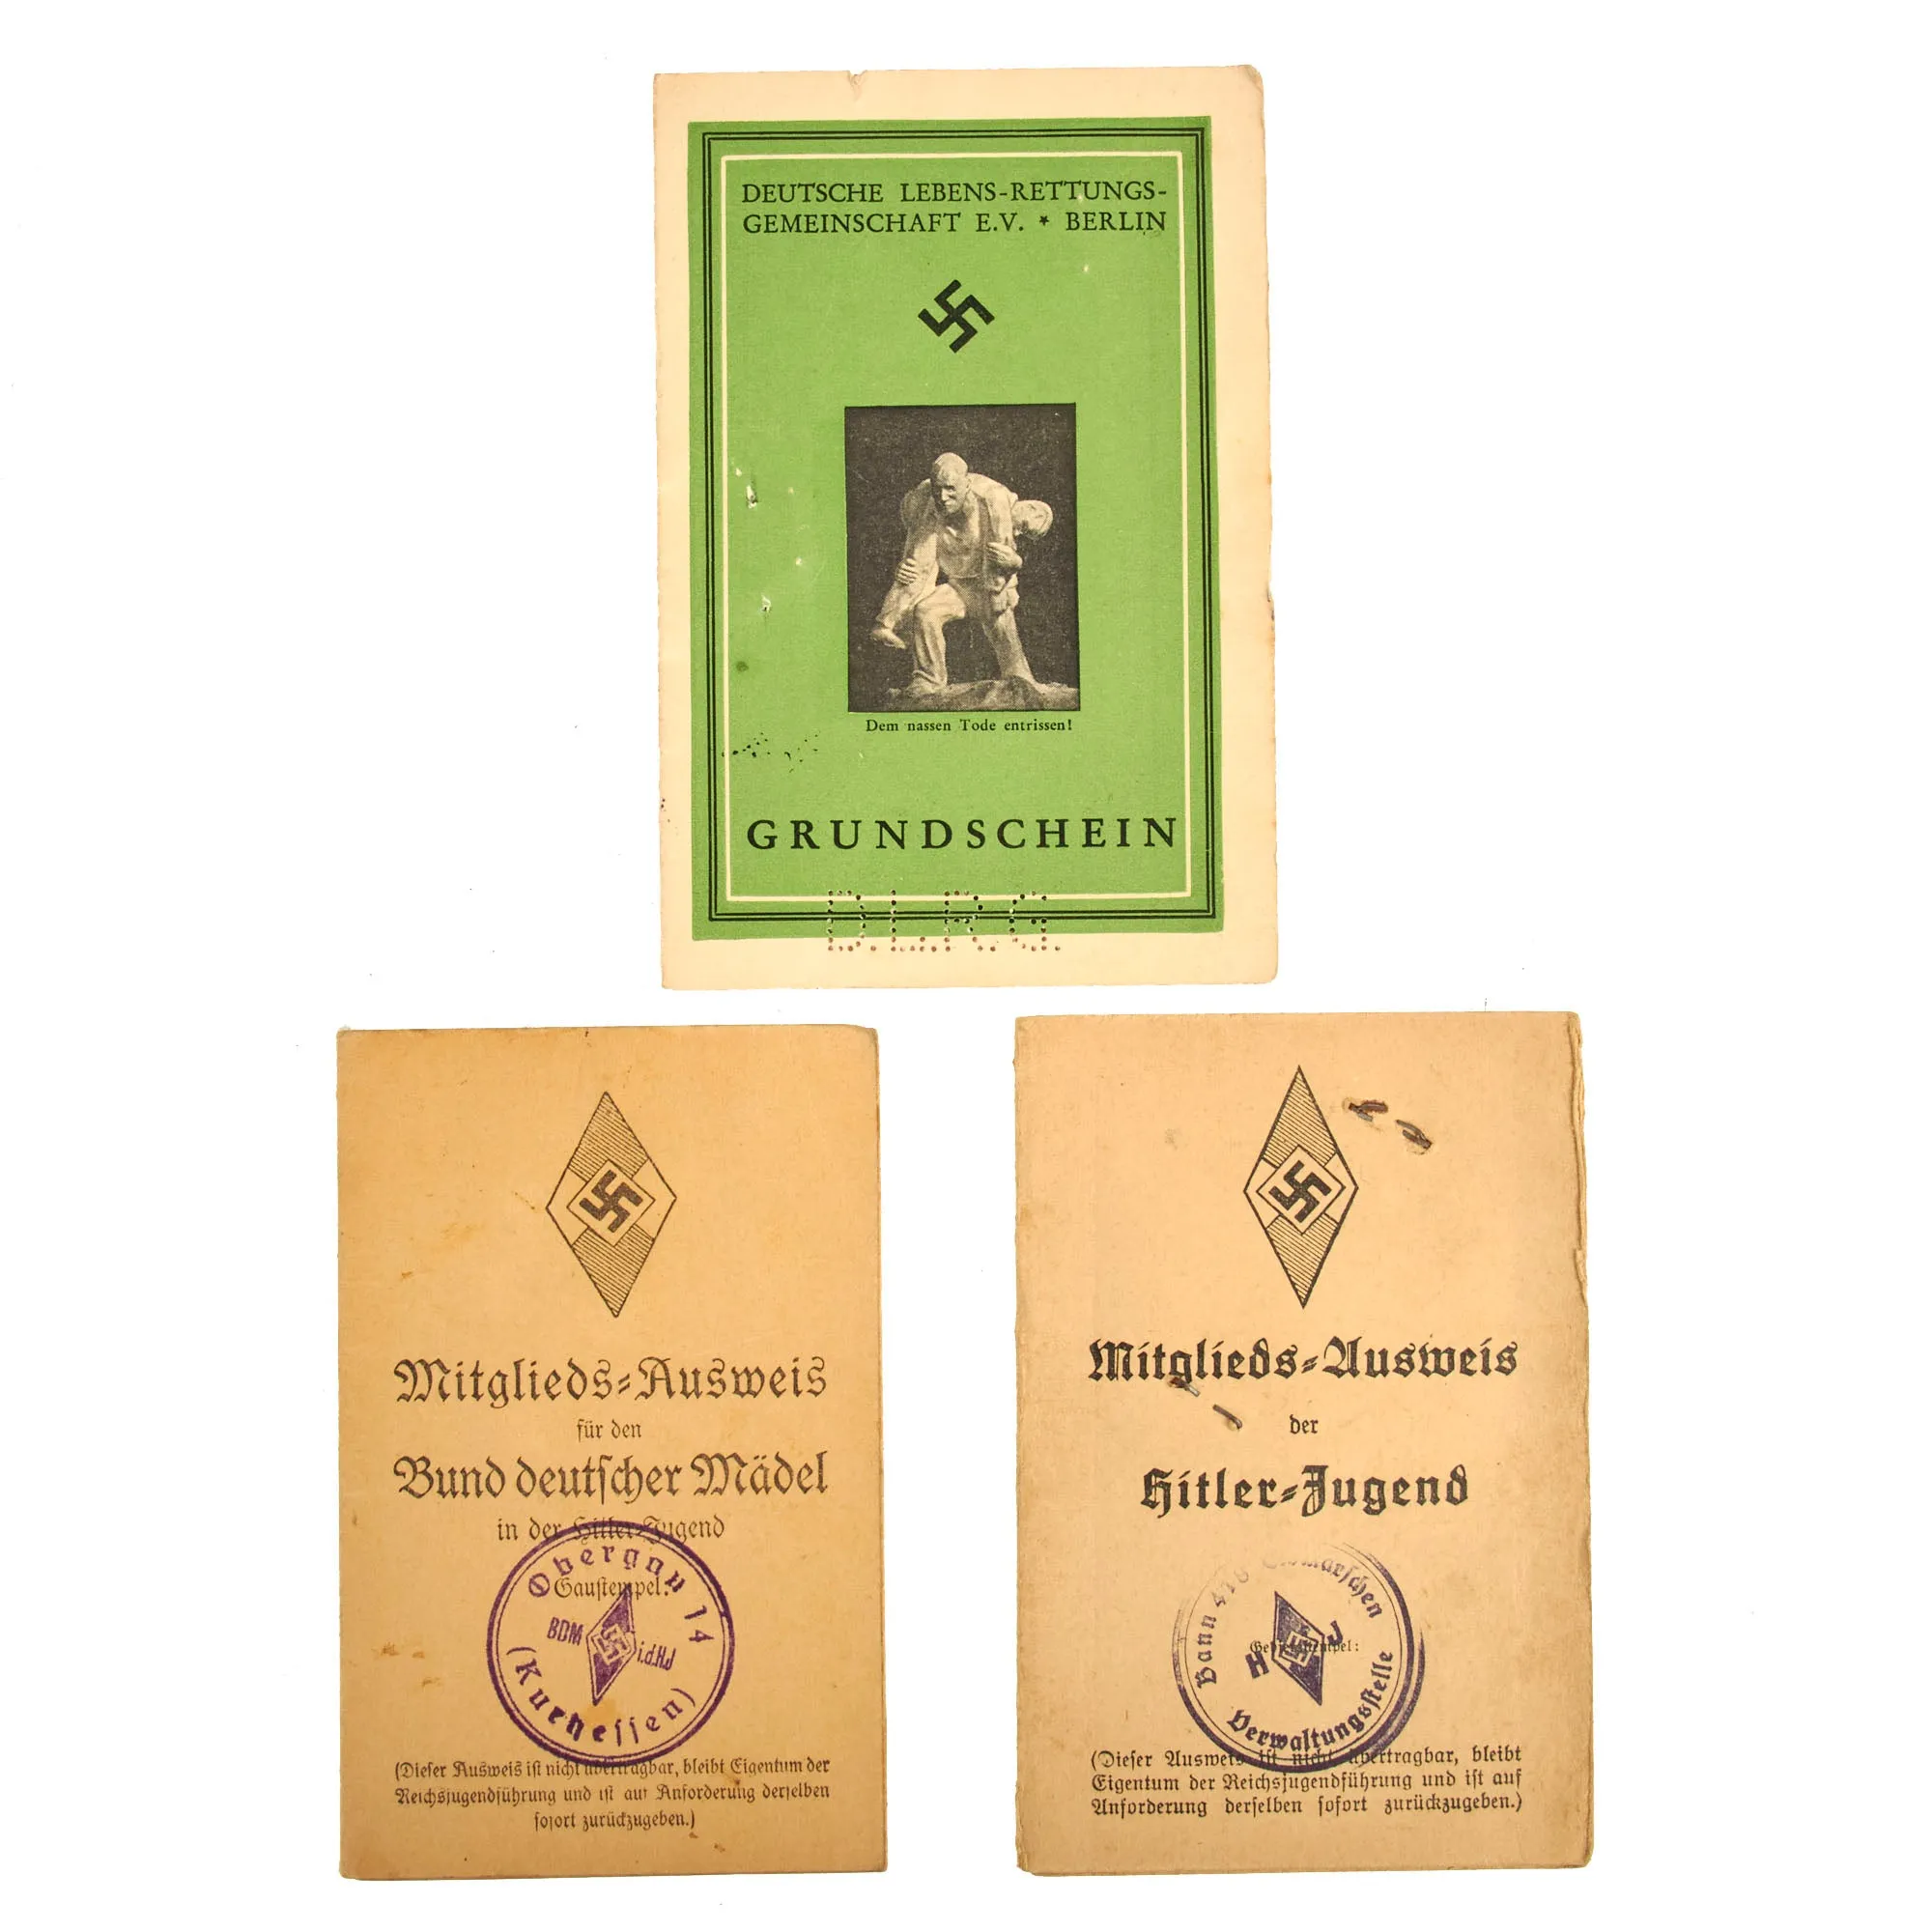 DEUTSCHE LEBENS-RETTUNGS-
GEMEINSCHAFT E.V. * BERLIN
Dem nassen Tode entrissen!
GRUNDSCHEIN
D.L.R.G.
Mitglieds-Ausweis
für den
Bund deutscher Mädel
in der Hitler-Jugend
Gaustempel:
Obergau 14
BDM
i.d.HJ
(Kurhessen)
(Dieser Ausweis ist nicht übertragbar, bleibt Eigentum der
Reichsjugendführung und ist auf Anforderung derselben
sofort zurückzugeben.)
Mitglieds-Ausweis
der
Hitler-Jugend
Bann
Gebietsstempel:
H J
Verwaltungsstelle
(Dieser Ausweis ist nicht übertragbar, bleibt
Eigentum der Reichsjugendführung und ist auf
Anforderung derselben sofort zurückzugeben.)